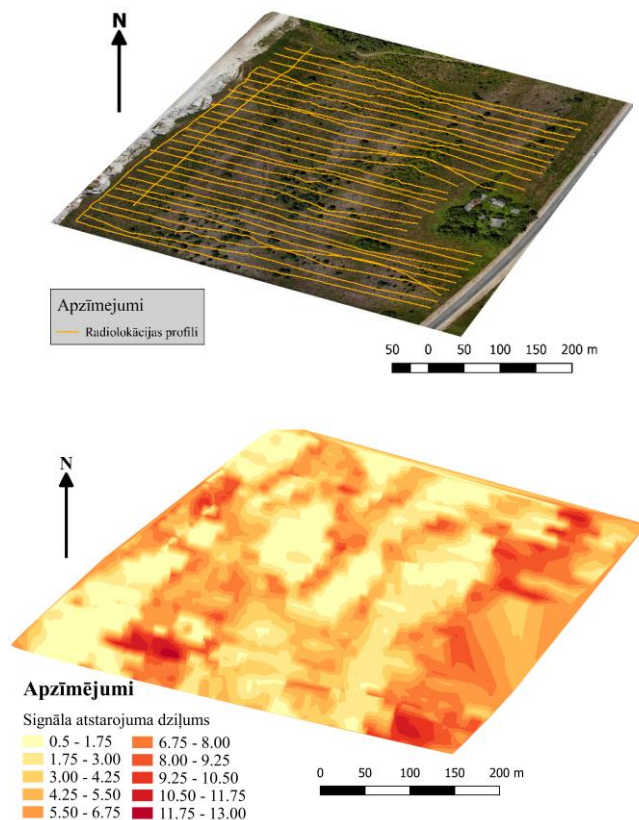 N
Apzīmejumi
Radiolokācijas profili
50 0 50 100 150 200 m
N
Apzīmējumi
Signāla atstarojuma dziļums
0.5 - 1.75 6.75 - 8.00
1.75 - 3.00 8.00 - 9.25
3.00 - 4.25 9.25 - 10.50
4.25 - 5.50 10.50 - 11.75
5.50 - 6.75 11.75 - 13.00
0 50 100 150 200 m